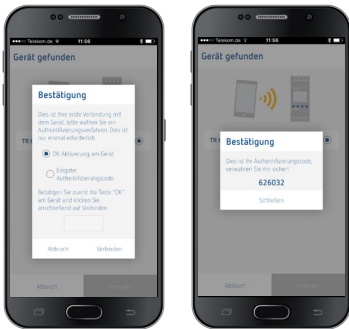 Telekom.de
11:56
Gerät gefunden
Bestätigung
Dies ist Ihre erste Verbindung mit
dem Gerät, bitte wählen Sie ein
Authentifizierungsverfahren. Dies ist
nur einmal erforderlich.
TR
OK-Aktivierung am Gerät
Eingabe
Authentifizierungscode
Betätigen Sie zuerst die Taste "OK"
am Gerät und klicken Sie
anschließend auf Verbinden
Abbruch Verbinden
Abbruch
Telekom.de
11:56
Gerät gefunden
TR
Bestätigung
Dies ist Ihr Authentifizierungscode,
verwahren Sie ihn sicher!
626032
Schließen
Abbruch